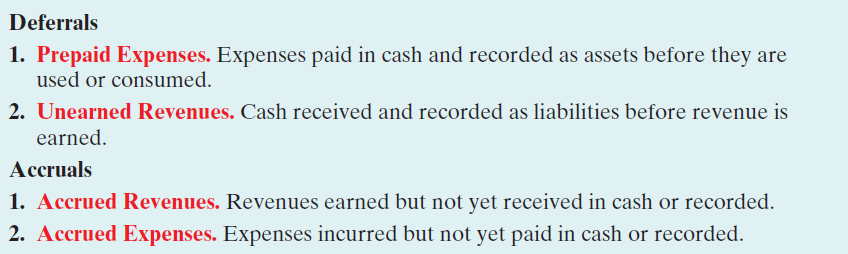 Deferrals
1. Prepaid Expenses. Expenses paid in cash and recorded as assets before they are
used or consumed.
2. Unearned Revenues. Cash received and recorded as liabilities before revenue is
earned.
Accruals
1. Accrued Revenues. Revenues earned but not yet received in cash or recorded.
2. Accrued Expenses. Expenses incurred but not yet paid in cash or recorded.